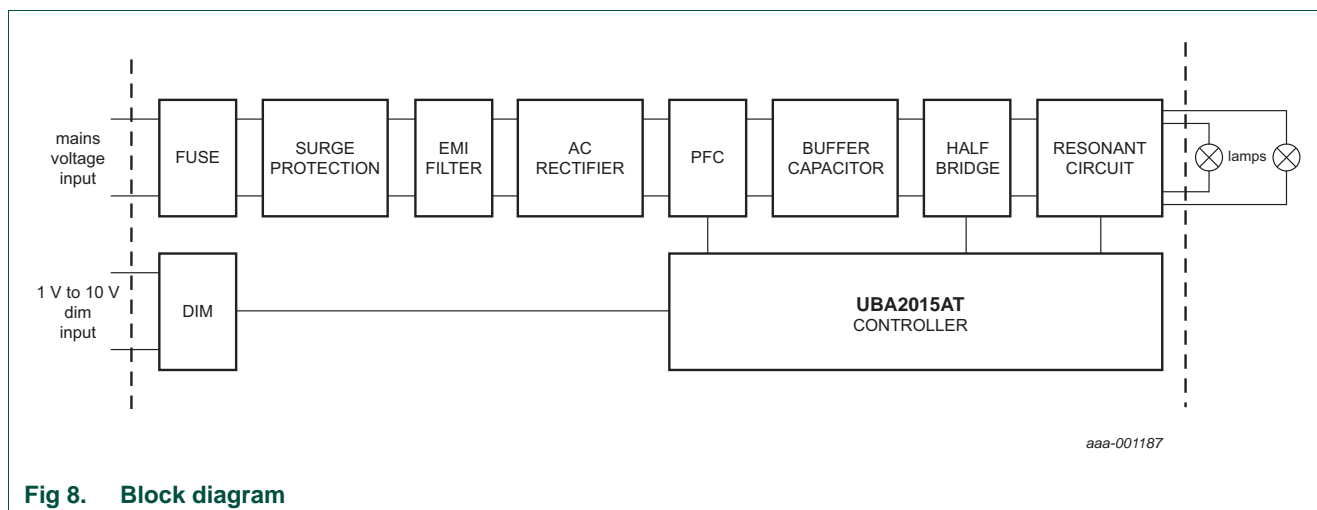 mains
voltage
input
FUSE
SURGE
PROTECTION
EMI
FILTER
AC
RECTIFIER
PFC
BUFFER
CAPACITOR
HALF
BRIDGE
RESONANT
CIRCUIT
lamps
1 V to 10 V
dim
input
DIM
UBA2015AT
CONTROLLER
aaa-001187
Fig 8. Block diagram